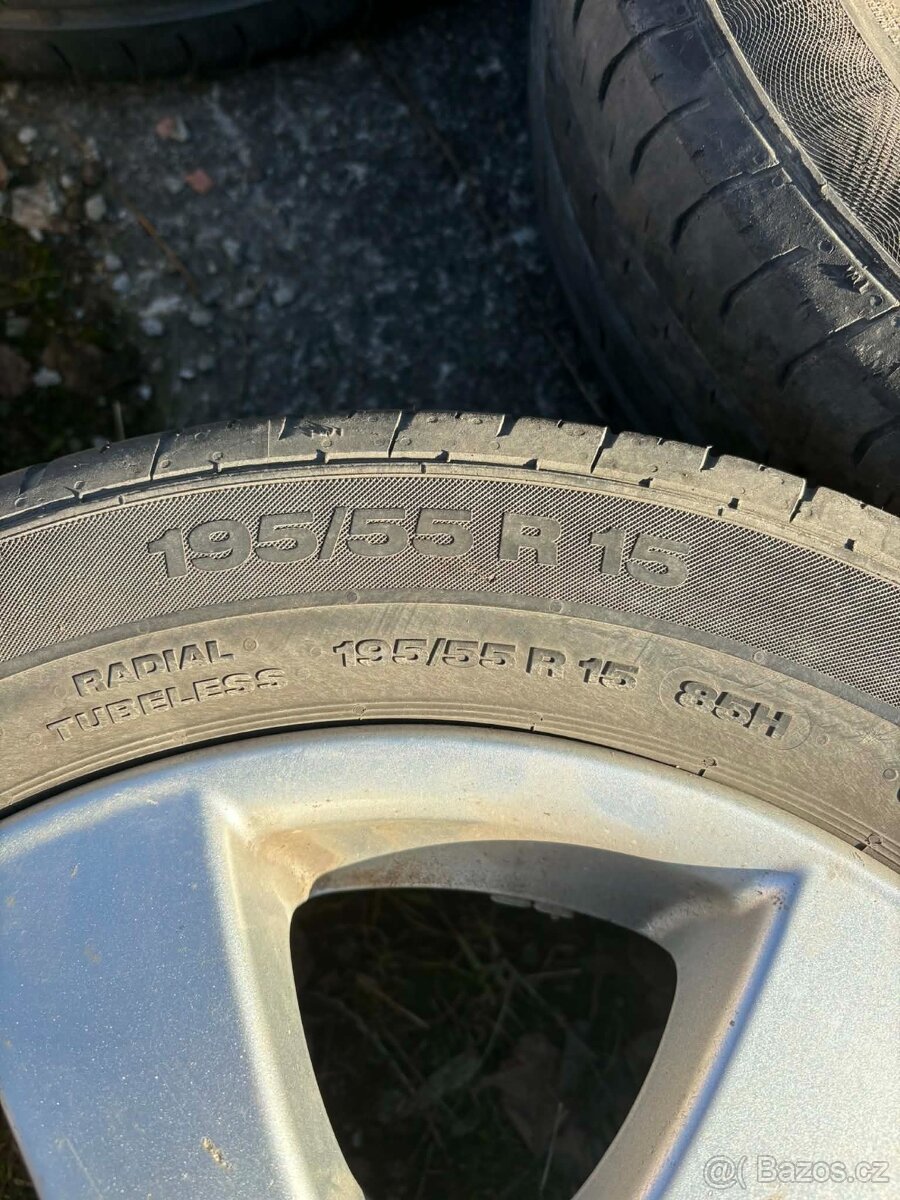 195/55 R 15
RADIAL
TUBELESS
195/55 R 15
85H
Bazos.cz